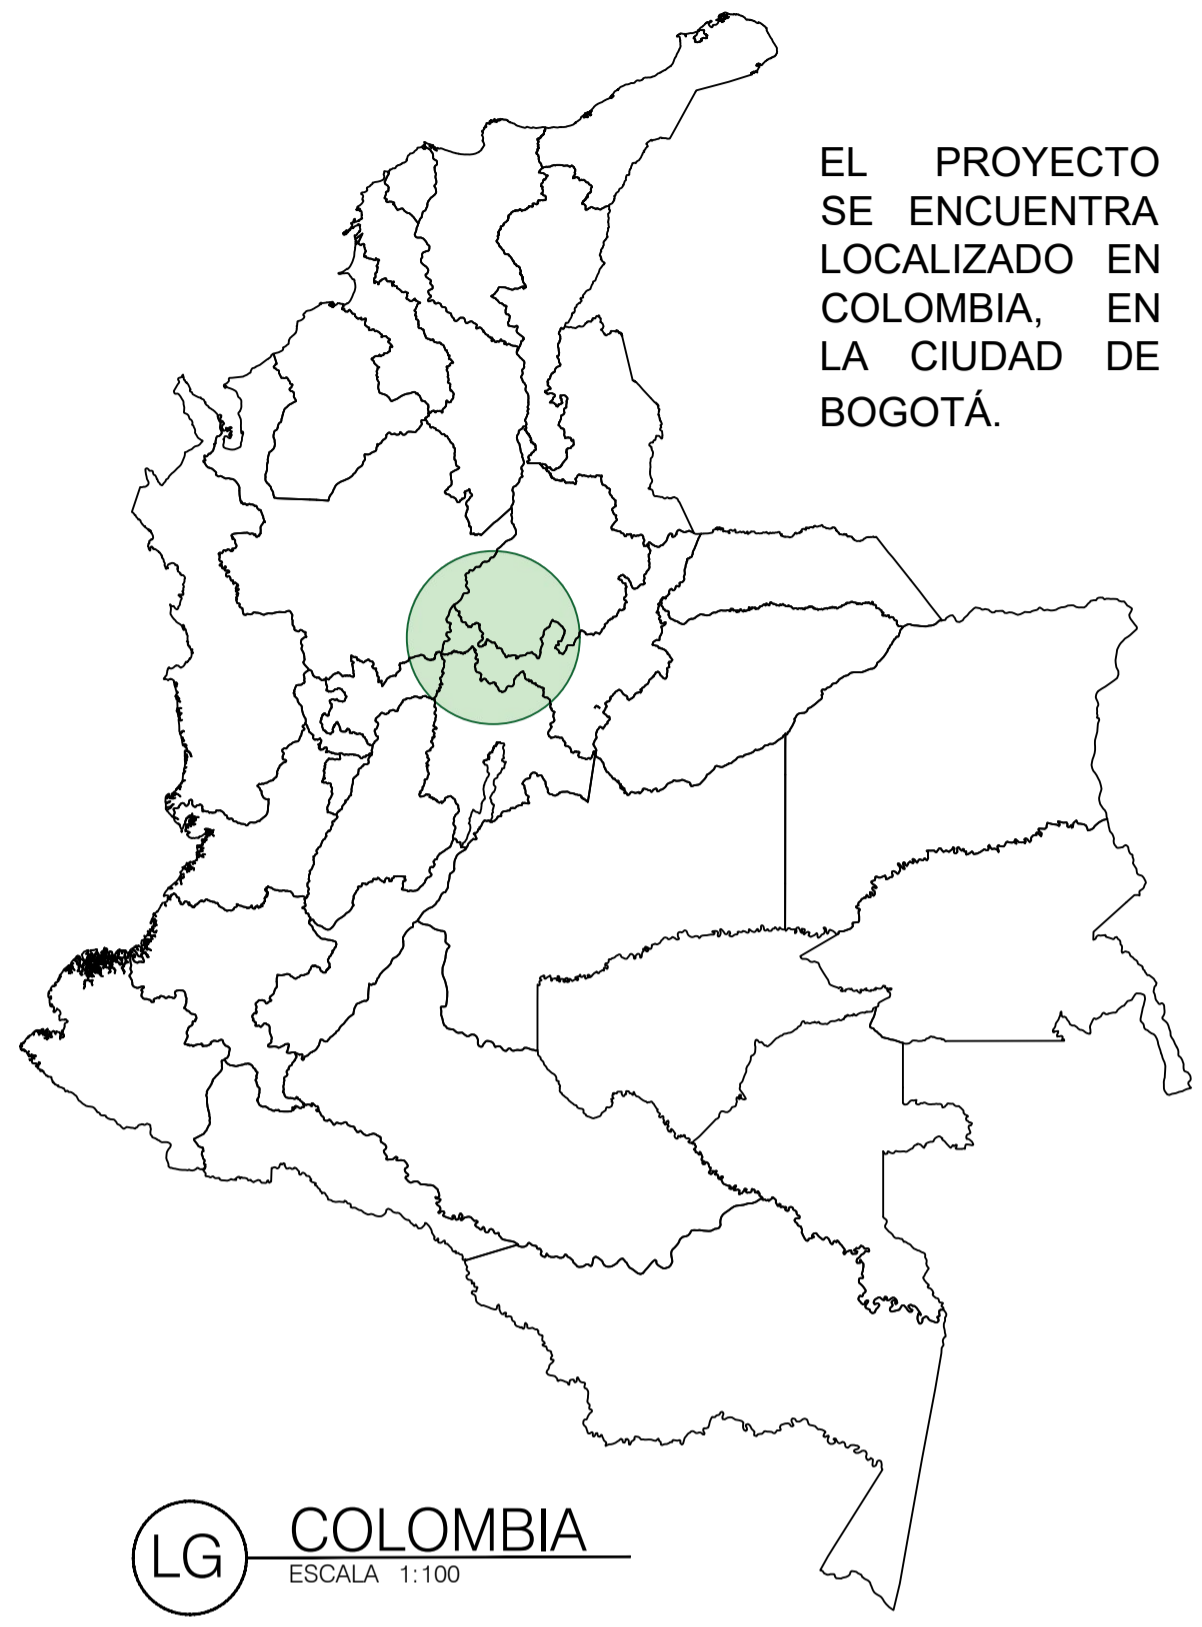 EL PROYECTO
SE ENCUENTRA
LOCALIZADO EN
COLOMBIA, EN
LA CIUDAD DE
BOGOTÁ.
LG
COLOMBIA
ESCALA 1:100